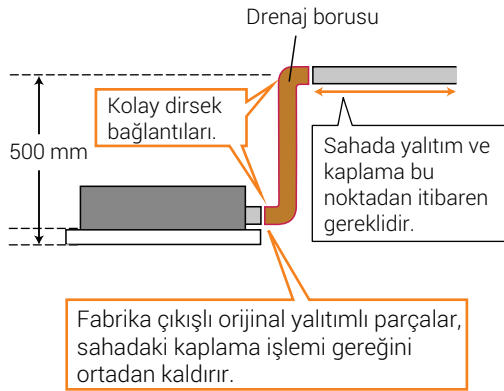 Drenaj borusu
Kolay dirsek
bağlantıları.
500 mm
Sahada yalıtım ve
kaplama bu
noktadan itibaren
gereklidir.
Fabrika çıkışlı orijinal yalıtımlı parçalar,
sahadaki kaplama işlemi gereğini
ortadan kaldırır.